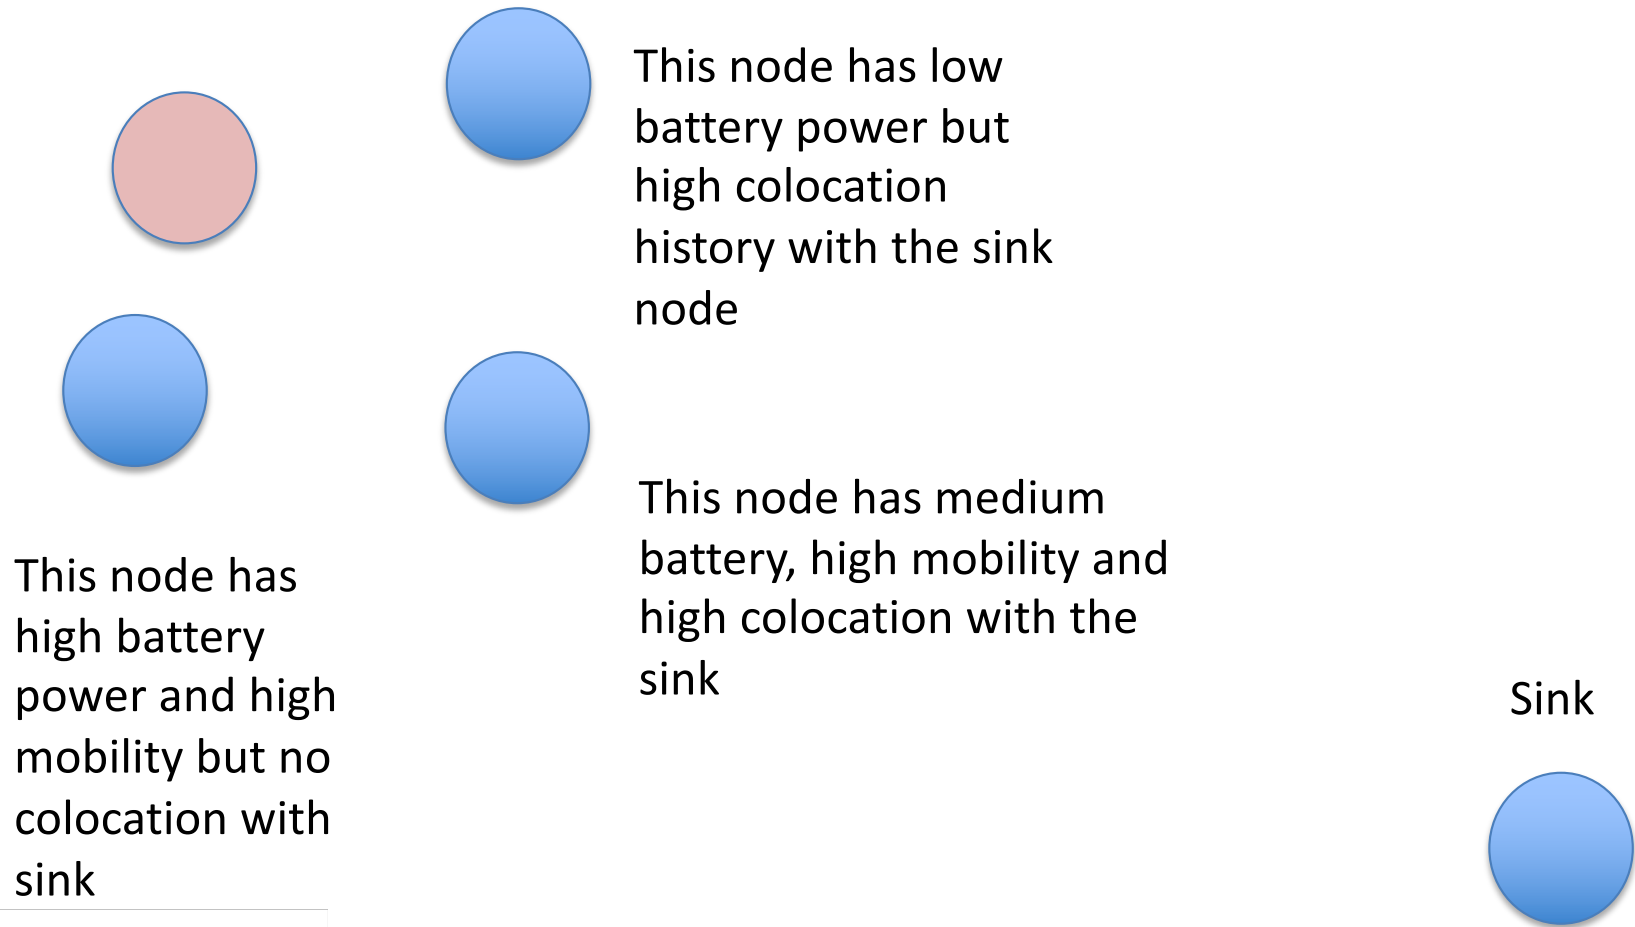 This node has low
battery power but
high colocation
history with the sink
node
This node has medium
battery, high mobility and
high colocation with the
sink
This node has
high battery
power and high
mobility but no
colocation with
sink
Sink